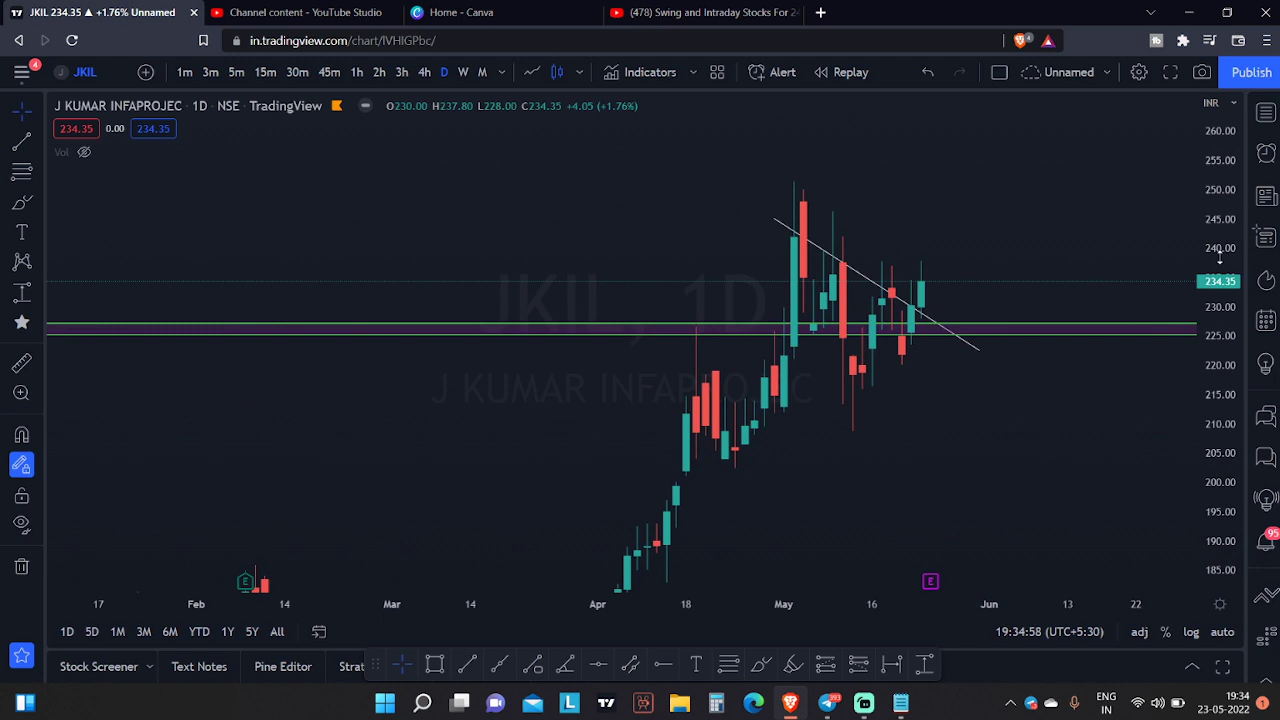 JKIL 234.35 ▲ +1.76% Unnamed
Channel content - YouTube Studio
Home - Canva
(478) Swing and Intraday Stocks For 24
in.tradingview.com/chart/lVHIGPbc/
4
4
JKIL
1m 3m 5m 15m 30m 45m 1h 2h 3h 4h D W M
Indicators
Alert
Replay
Unnamed
Publish
J KUMAR INFAPROJEC · 1D · NSE · TradingView
O230.00 H237.80 L228.00 C234.35 +4.05 (+1.76%)
INR
234.35 0.00 234.35
Vol
260.00
255.00
250.00
245.00
240.00
234.35
230.00
225.00
220.00
215.00
210.00
205.00
200.00
195.00
190.00
185.00
JKIL, 1D
J KUMAR INFAPROJEC
95
E
E
17 Feb 14 Mar 14 Apr 18 May 16 Jun 13 22
1D 5D 1M 3M 6M YTD 1Y 5Y All
19:34:58 (UTC+5:30)
adj % log auto
Stock Screener
Text Notes
Pine Editor
Strat
393
ENG
IN
19:34
23-05-2022
1